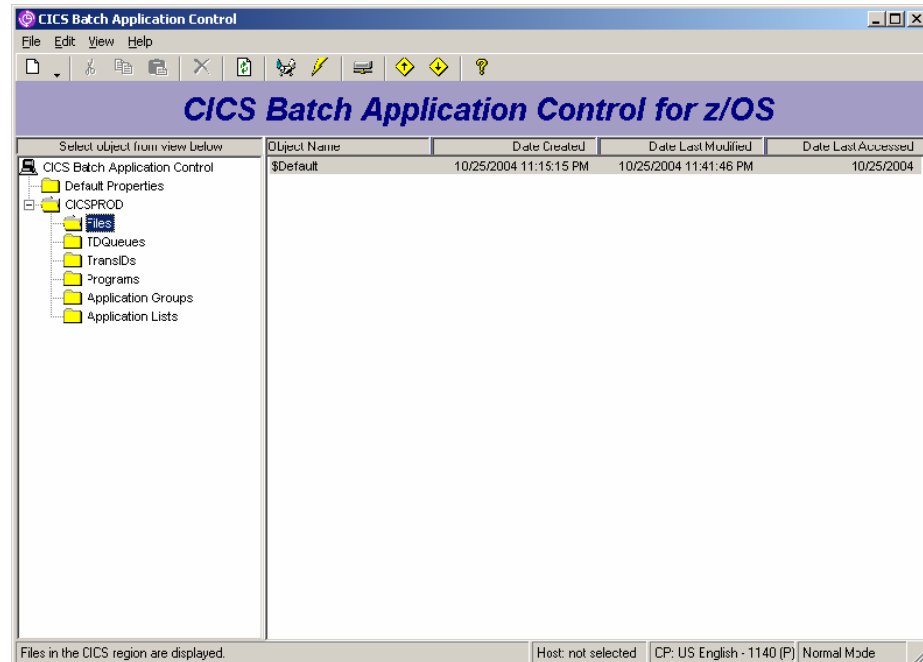 CICS Batch Application Control
File Edit View Help
CICS Batch Application Control for z/OS
Select object from view below
Object Name Date Created Date Last Modified Date Last Accessed
$Default 10/25/2004 11:15:15 PM 10/25/2004 11:41:46 PM 10/25/2004
CICS Batch Application Control
Default Properties
CICSPROD
Files
TDQueues
TransIDs
Programs
Application Groups
Application Lists
Files in the CICS region are displayed. Host: not selected CP: US English - 1140 (P) Normal Mode